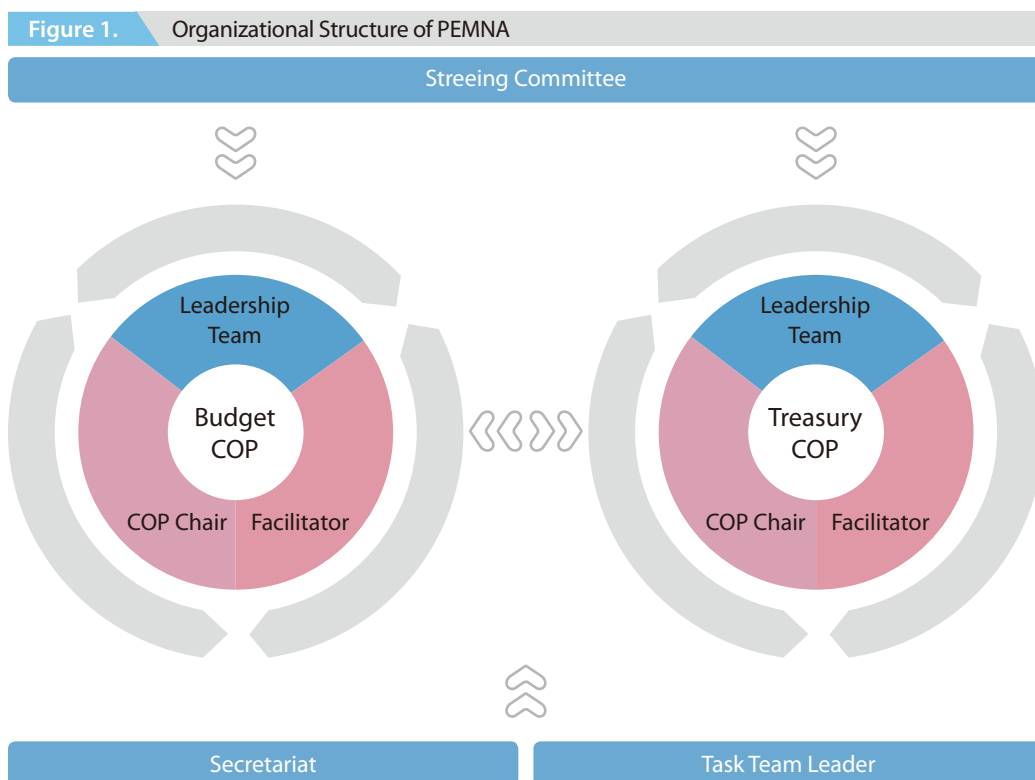 Figure 1. Organizational Structure of PEMNA
Streeing Committee
Leadership
Team
Budget
COP
COP Chair
Facilitator
Leadership
Team
Treasury
COP
COP Chair
Facilitator
Secretariat
Task Team Leader